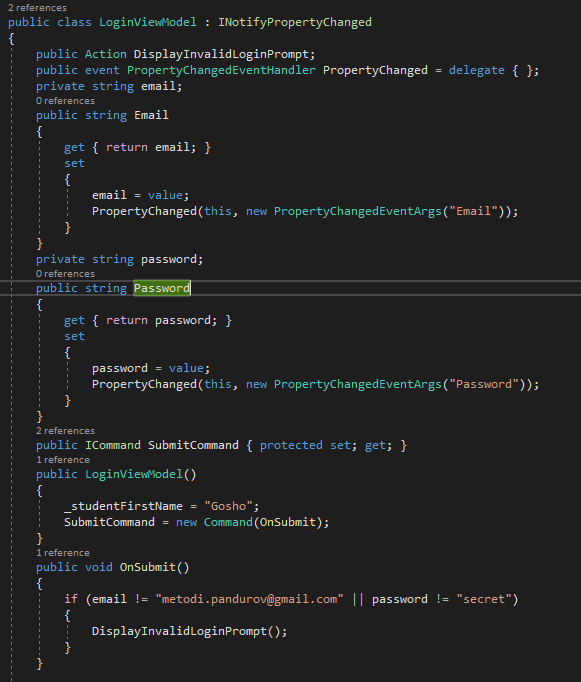 2 references
public class LoginViewModel : INotifyPropertyChanged
{
public Action DisplayInvalidLoginPrompt;
public event PropertyChangedEventHandler PropertyChanged = delegate { };
private string email;
0 references
public string Email
{
get { return email; }
set
{
email = value;
PropertyChanged(this, new PropertyChangedEventArgs("Email"));
}
}
private string password;
0 references
public string Password
{
get { return password; }
set
{
password = value;
PropertyChanged(this, new PropertyChangedEventArgs("Password"));
}
}
2 references
public ICommand SubmitCommand { protected set; get; }
1 reference
public LoginViewModel()
{
_studentFirstName = "Gosho";
SubmitCommand = new Command(OnSubmit);
}
1 reference
public void OnSubmit()
{
if (email != "metodi.pandurov@gmail.com" || password != "secret")
{
DisplayInvalidLoginPrompt();
}
}